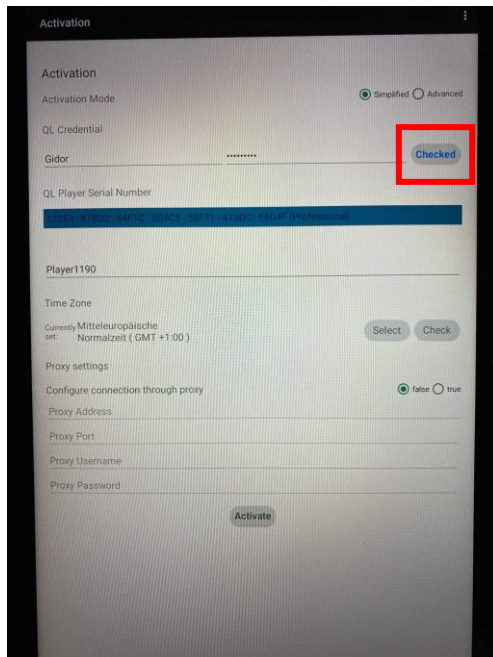 Activation
Activation
Activation Mode
Simplified Advanced
QL Credential
Gidor ········· Checked
QL Player Serial Number
(Professional)
Player1190
Time Zone
Currently set: Mitteleuropäische Normalzeit ( GMT +1:00 )
Select Check
Proxy settings
Configure connection through proxy
false true
Proxy Address
Proxy Port
Proxy Username
Proxy Password
Activate